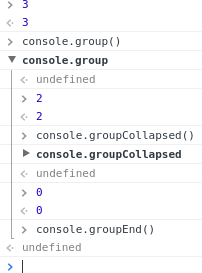 3
3
console.group()
console.group
undefined
2
2
console.groupCollapsed()
console.groupCollapsed
undefined
0
0
console.groupEnd()
undefined